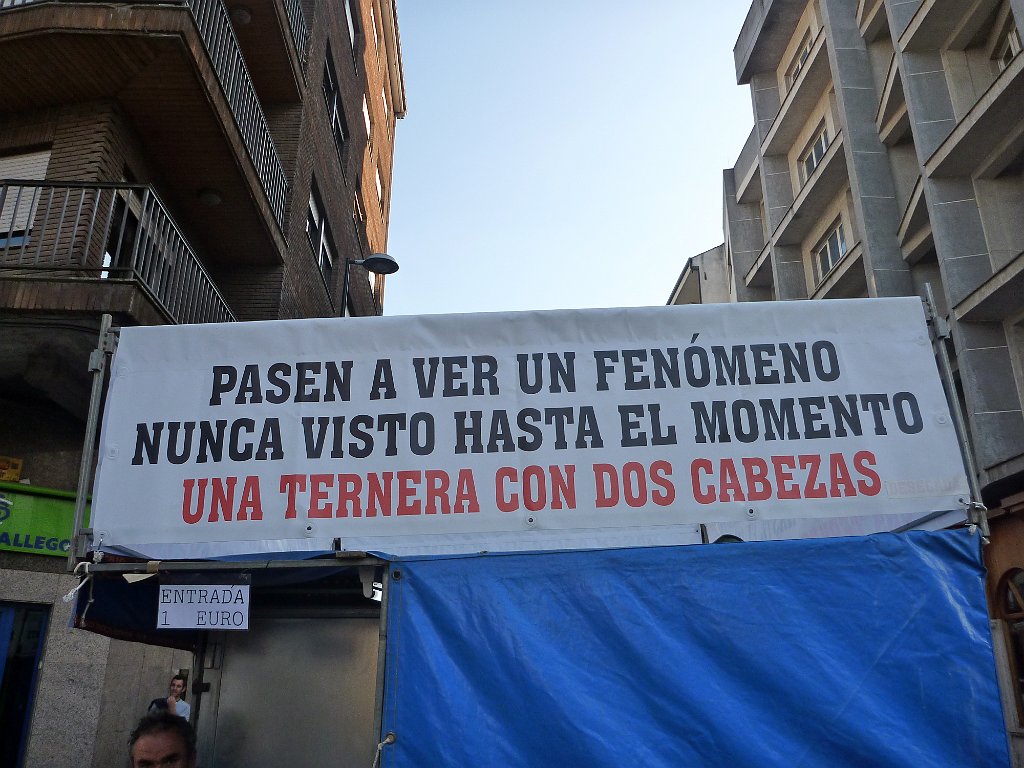 PASEN A VER UN FENÓMENO
NUNCA VISTO HASTA EL MOMENTO
UNA TERNERA CON DOS CABEZAS
ALLEGO
ENTRADA
1 EURO